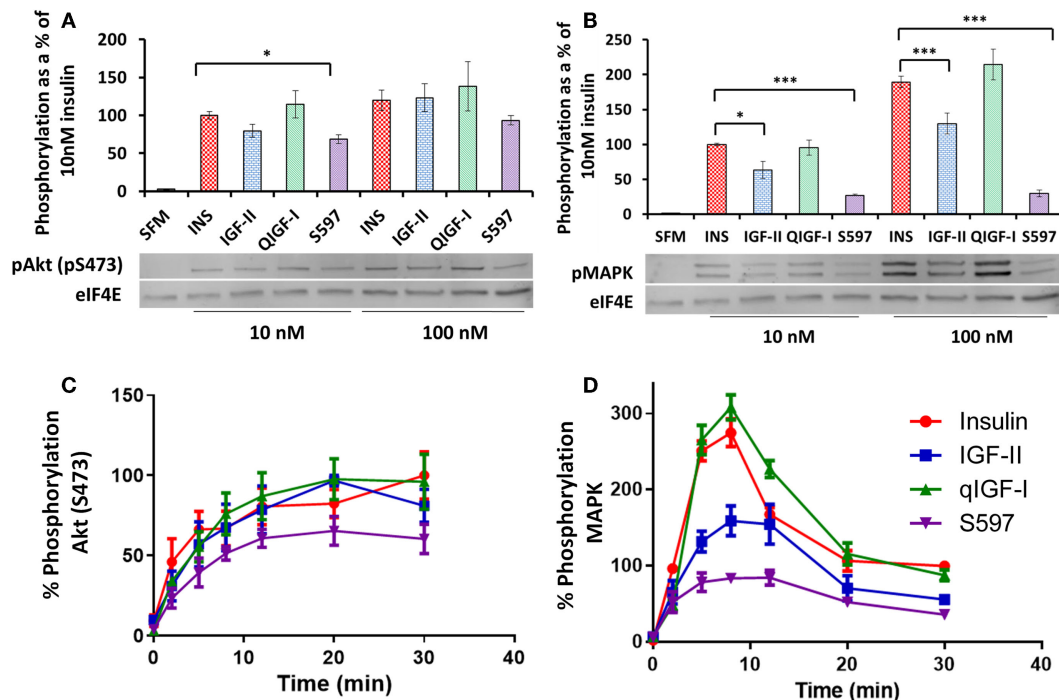 A
Phosphorylation as a % of
10nM insulin
200
150
100
50
0
*
SFM
INS
IGF-II
QIGF-I
S597
INS
IGF-II
QIGF-I
S597
pAkt (pS473)
eIF4E
10 nM
100 nM
B
Phosphorylation as a % of
10nM insulin
250
200
150
100
50
0
***
***
***
*
SFM
INS
IGF-II
QIGF-I
S597
INS
IGF-II
QIGF-I
S597
pMAPK
eIF4E
10 nM
100 nM
C
% Phosphorylation
Akt (S473)
150
100
50
0
0
10
20
30
40
Time (min)
D
% Phosphorylation
MAPK
300
200
100
0
0
10
20
30
40
Time (min)
Insulin
IGF-II
qIGF-I
S597